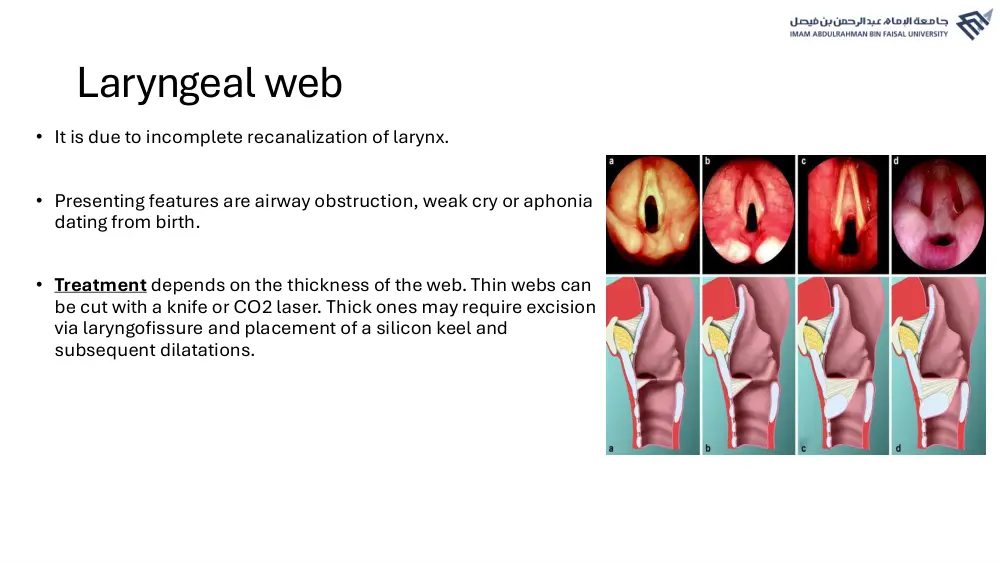 جامعة الإمام عبدالرحمن بن فيصل
IMAM ABDULRAHMAN BIN FAISAL UNIVERSITY
Laryngeal web
• It is due to incomplete recanalization of larynx.
• Presenting features are airway obstruction, weak cry or aphonia
dating from birth.
• Treatment depends on the thickness of the web. Thin webs can
be cut with a knife or CO2 laser. Thick ones may require excision
via laryngofissure and placement of a silicon keel and
subsequent dilatations.
a b c d
a b c d